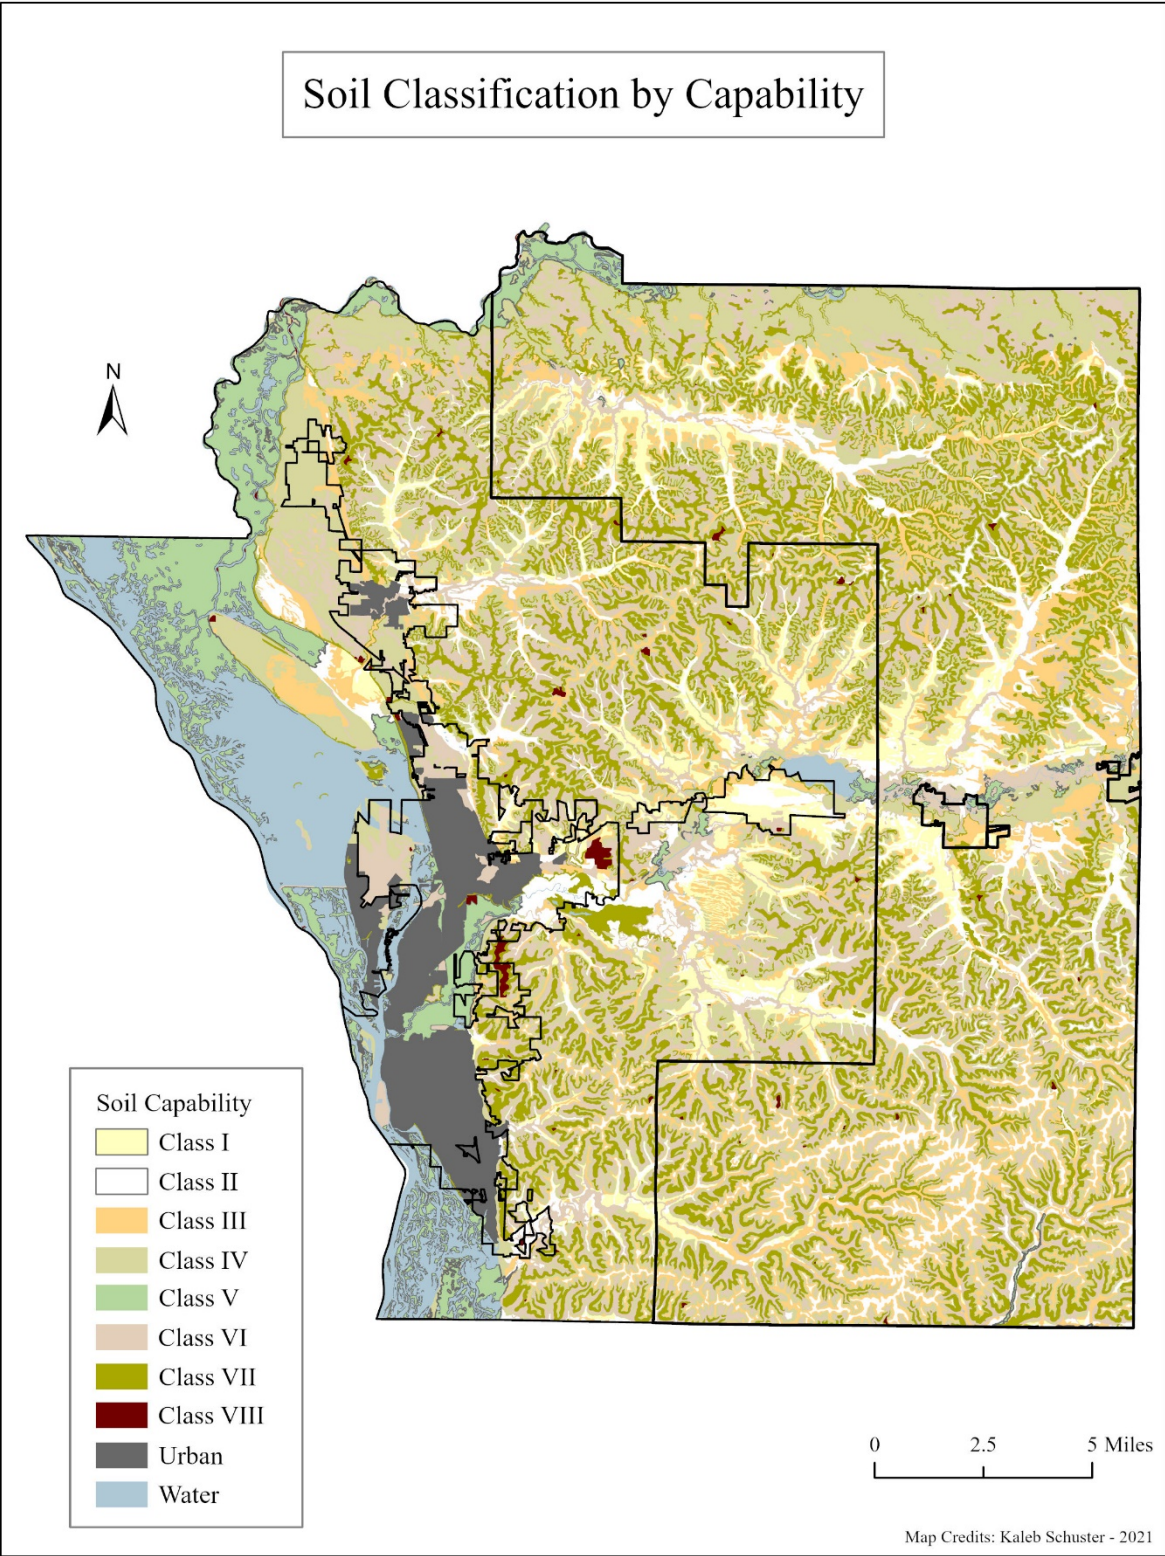 Soil Classification by Capability
N
Soil Capability
Class I
Class II
Class III
Class IV
Class V
Class VI
Class VII
Class VIII
Urban
Water
0 2.5 5 Miles
Map Credits: Kaleb Schuster - 2021